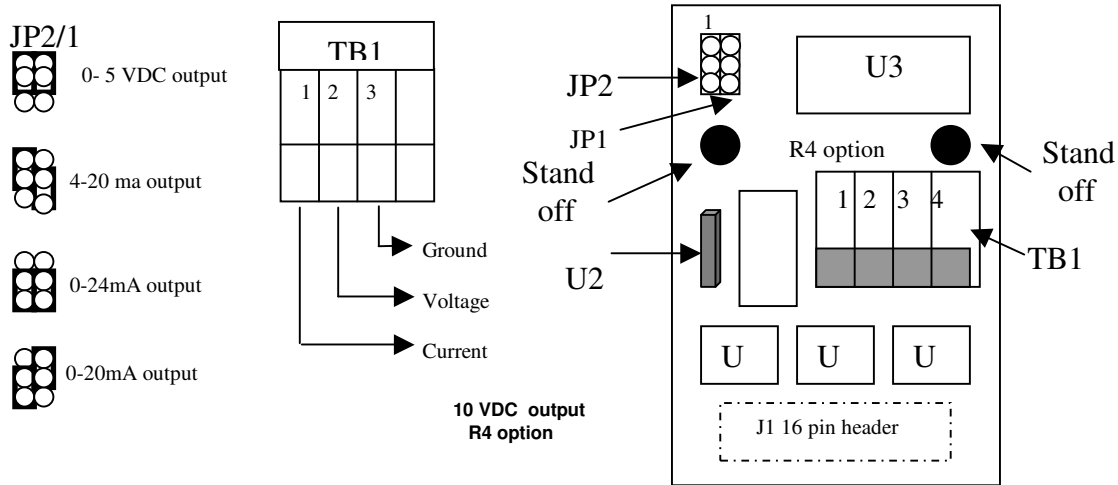 JP2/1
0- 5 VDC output
4-20 ma output
0-24mA output
0-20mA output
TB1
1 2 3
Ground
Voltage
Current
10 VDC output
R4 option
1
U3
JP2
JP1
R4 option
Stand
off
Stand
off
1 2 3 4
TB1
U2
U U U
J1 16 pin header